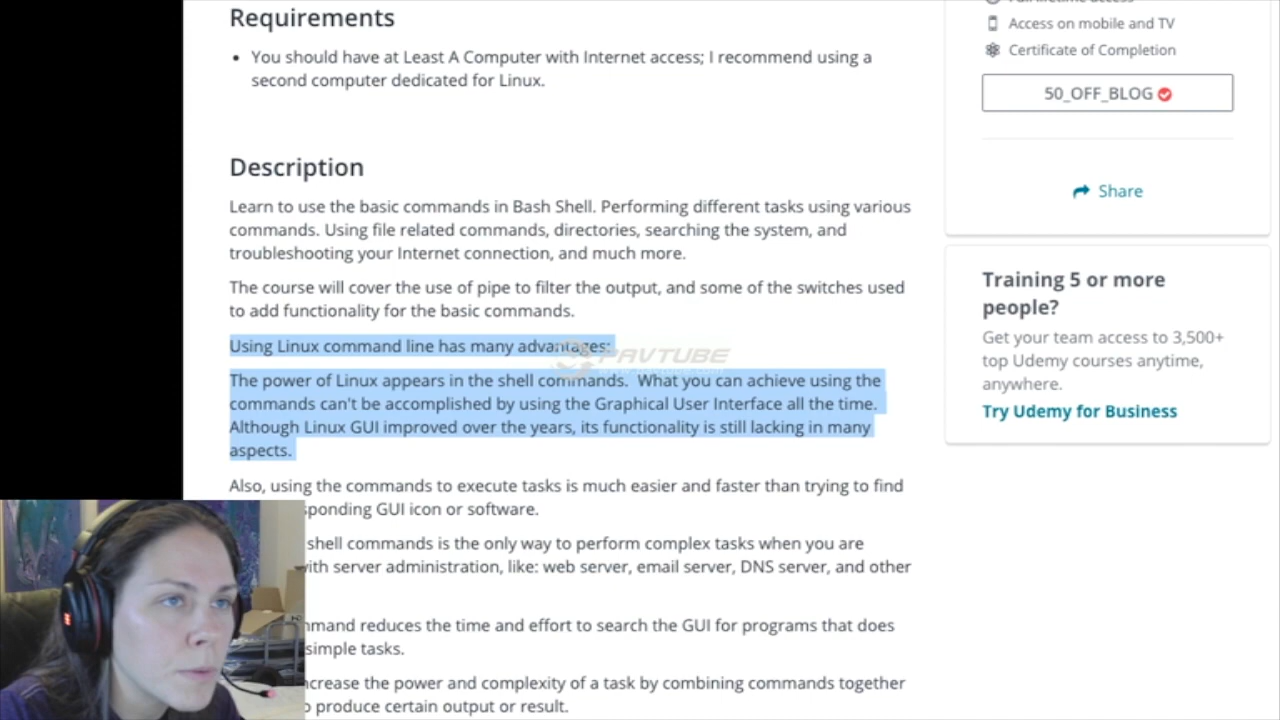 Requirements
You should have at Least A Computer with Internet access; I recommend using a
second computer dedicated for Linux.
Description
Learn to use the basic commands in Bash Shell. Performing different tasks using various
commands. Using file related commands, directories, searching the system, and
troubleshooting your Internet connection, and much more.
The course will cover the use of pipe to filter the output, and some of the switches used
to add functionality for the basic commands.
Using Linux command line has many advantages:
The power of Linux appears in the shell commands.  What you can achieve using the
commands can't be accomplished by using the Graphical User Interface all the time.
Although Linux GUI improved over the years, its functionality is still lacking in many
aspects.
Also, using the commands to execute tasks is much easier and faster than trying to find
sponding GUI icon or software.
shell commands is the only way to perform complex tasks when you are
with server administration, like: web server, email server, DNS server, and other
mmand reduces the time and effort to search the GUI for programs that does
simple tasks.
ncrease the power and complexity of a task by combining commands together
o produce certain output or result.
PAVTUBE
Access on mobile and TV
Certificate of Completion
50_OFF_BLOG
Share
Training 5 or more
people?
Get your team access to 3,500+
top Udemy courses anytime,
anywhere.
Try Udemy for Business